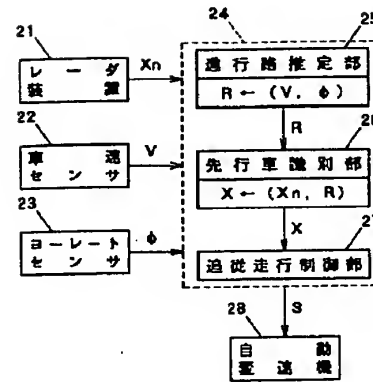 24
25
21
Xn
レーダ
装置
進行路推定部
R ← (V, φ)
22
R
26
車速
センサ
V
先行車識別部
X ← (Xn, R)
23
X
27
ヨーレート
センサ
φ
追従走行制御部
28
S
自動
変速機